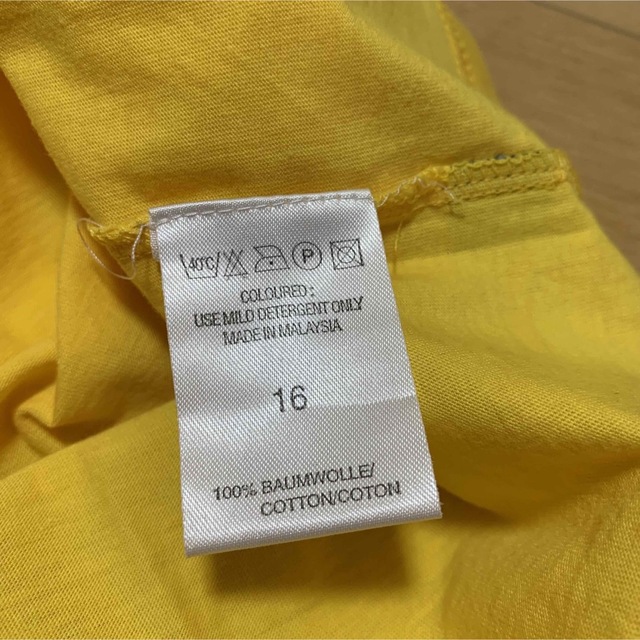 40℃ P
COLOURED :
USE MILD DETERGENT ONLY
MADE IN MALAYSIA
16
100% BAUMWOLLE/
COTTON/COTON